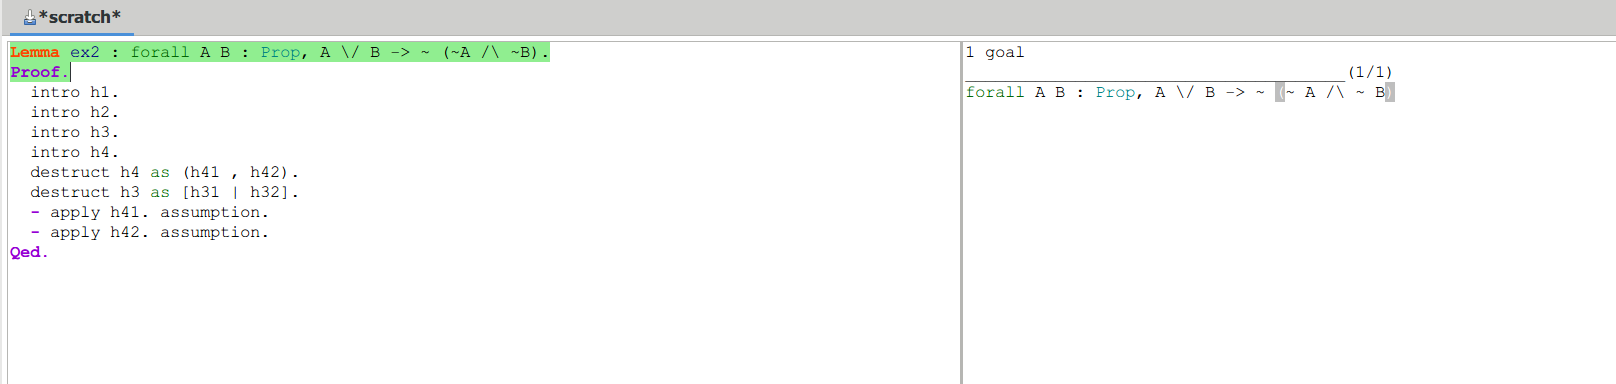 *scratch*
Lemma ex2 : forall A B : Prop, A \/ B -> ~ (~A /\ ~B).
Proof.
  intro h1.
  intro h2.
  intro h3.
  intro h4.
  destruct h4 as (h41 , h42).
  destruct h3 as [h31 | h32].
  - apply h41. assumption.
  - apply h42. assumption.
Qed.
1 goal
______________________________________(1/1)
forall A B : Prop, A \/ B -> ~ (~ A /\ ~ B)